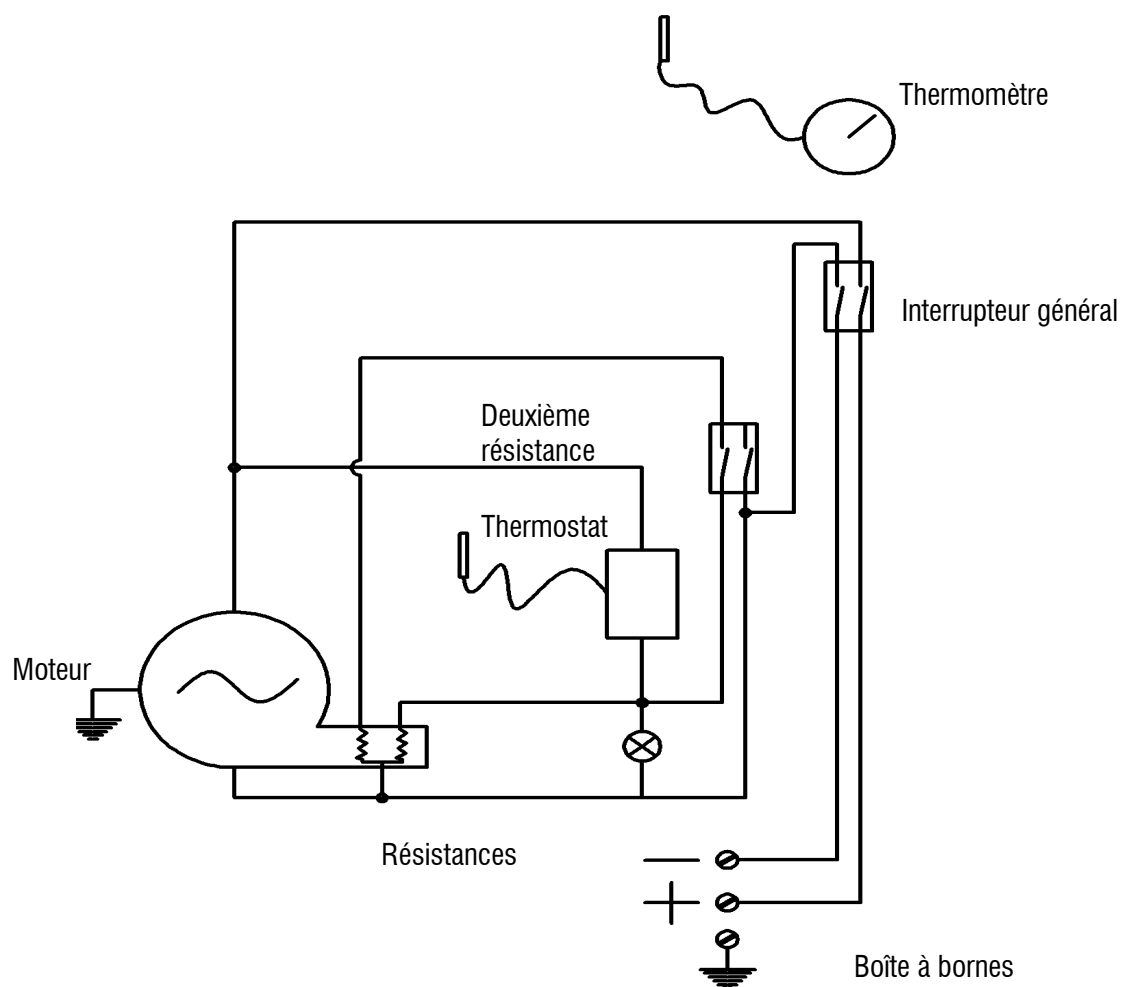 Thermomètre
Interrupteur général
Deuxième
résistance
Thermostat
Moteur
Résistances
Boîte à bornes